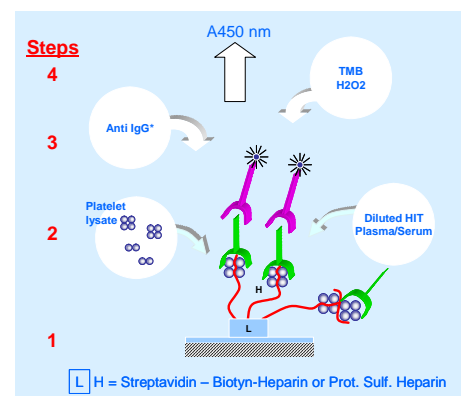 A450 nm
Steps
4
TMB
H2O2
Anti IgG*
3
Platelet
lysate
2
Diluted HIT
Plasma/Serum
H
L
1
L H = Streptavidin – Biotyn-Heparin or Prot. Sulf. Heparin